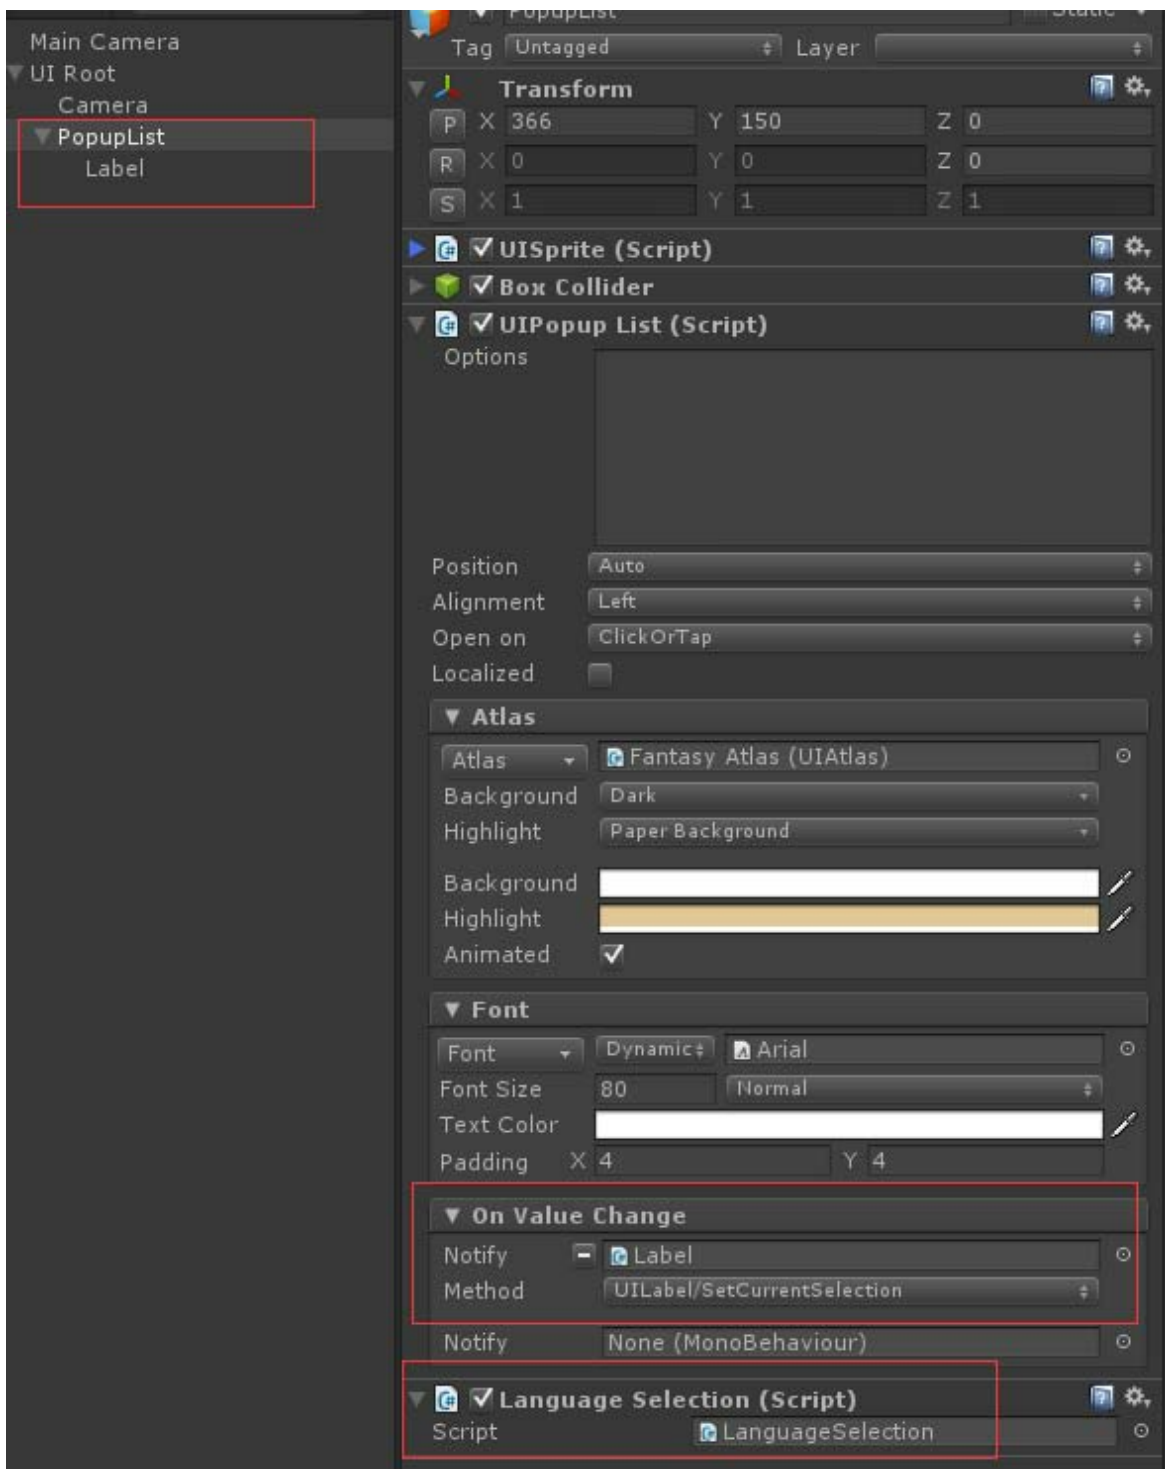 Main Camera
UI Root
Camera
PopupList
Label
PopupList Static
Tag Untagged Layer
Transform
P X 366 Y 150 Z 0
R X 0 Y 0 Z 0
S X 1 Y 1 Z 1
UISprite (Script)
Box Collider
UIPopup List (Script)
Options
Position Auto
Alignment Left
Open on ClickOrTap
Localized
Atlas
Atlas Fantasy Atlas (UIAtlas)
Background Dark
Highlight Paper Background
Background
Highlight
Animated
Font
Font Dynamic Arial
Font Size 80 Normal
Text Color
Padding X 4 Y 4
On Value Change
Notify Label
Method UILabel/SetCurrentSelection
Notify None (MonoBehaviour)
Language Selection (Script)
Script LanguageSelection